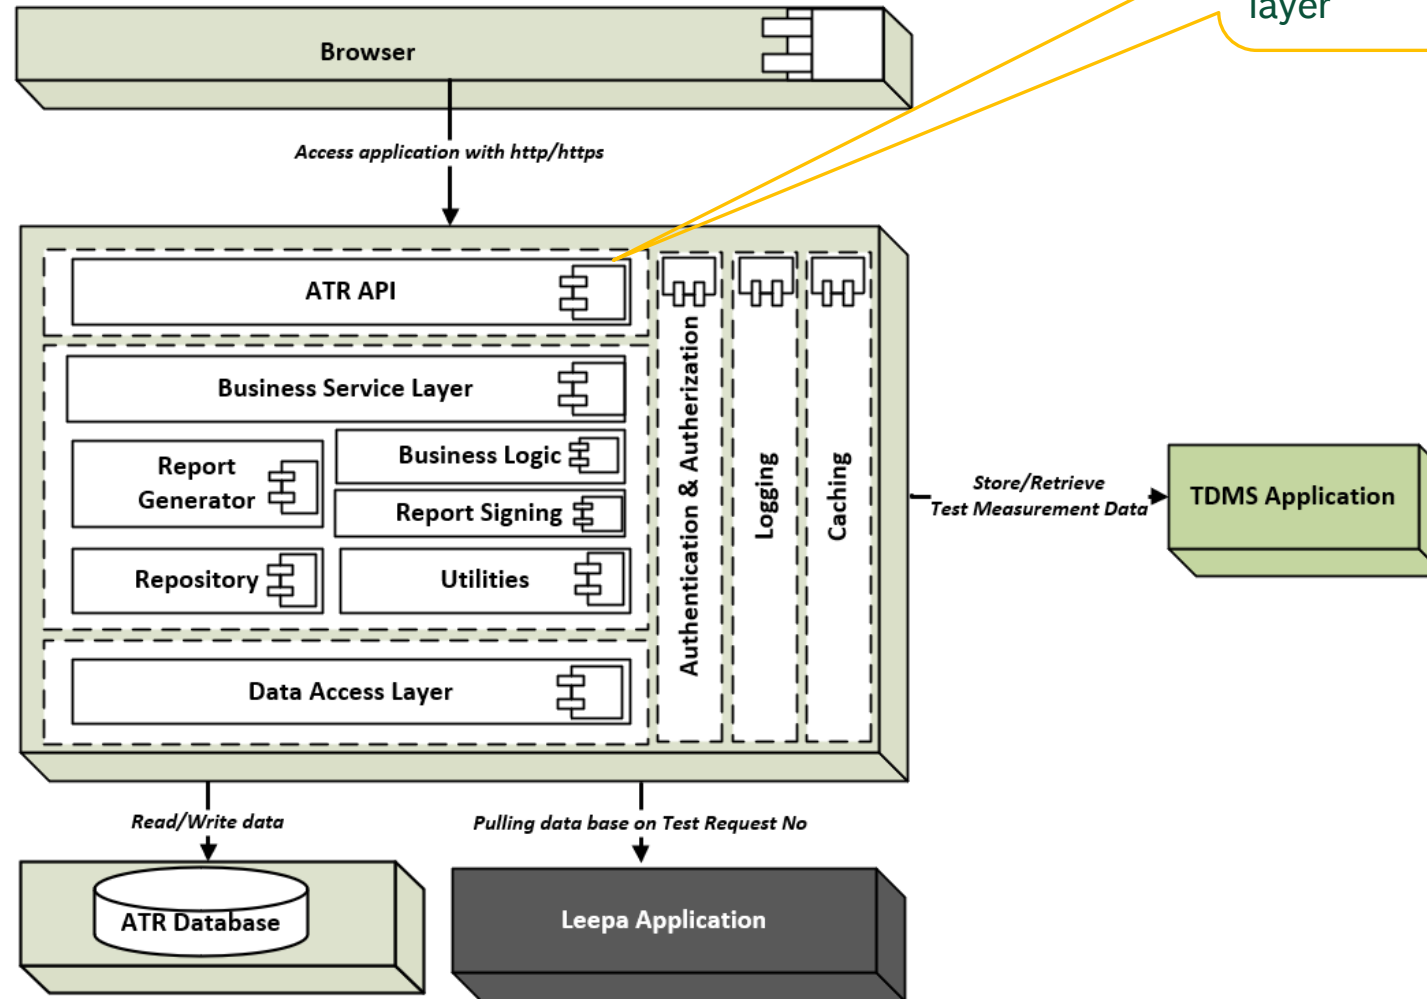 layer
Browser
Access application with http/https
ATR API
Business Service Layer
Report
Generator
Business Logic
Report Signing
Repository
Utilities
Data Access Layer
Authentication & Autherization
Logging
Caching
Store/Retrieve
Test Measurement Data
TDMS Application
Read/Write data
Pulling data base on Test Request No
ATR Database
Leepa Application